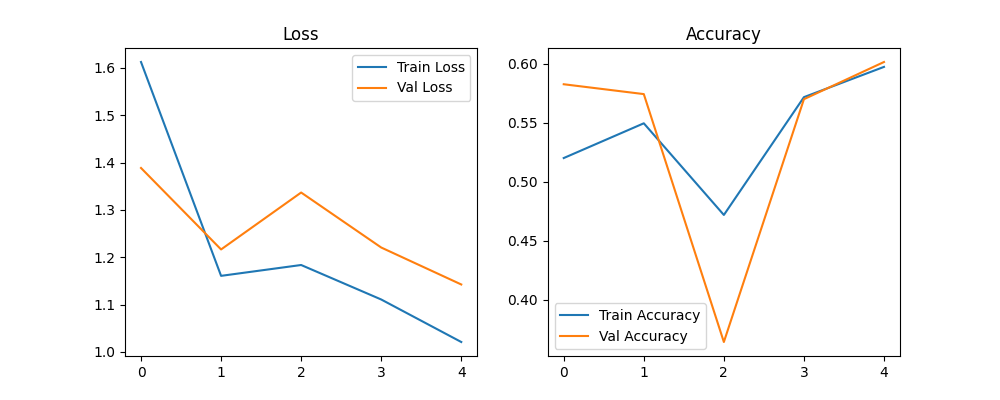 Loss
1.6
1.5
1.4
1.3
1.2
1.1
1.0
Train Loss
Val Loss
0 1 2 3 4
Accuracy
0.60
0.55
0.50
0.45
0.40
Train Accuracy
Val Accuracy
0 1 2 3 4